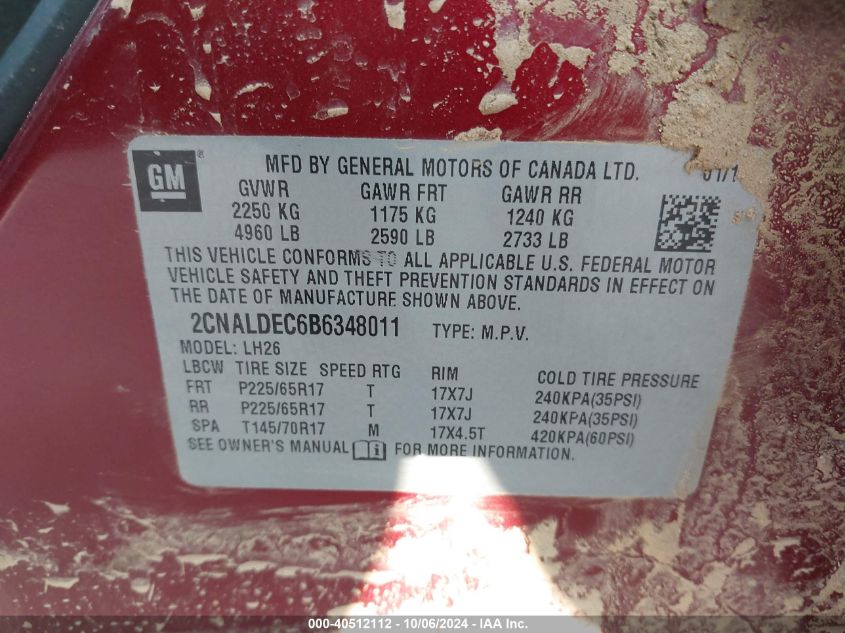 GM ® MFD BY GENERAL MOTORS OF CANADA LTD. 01/1
GVWR GAWR FRT GAWR RR
2250 KG 1175 KG 1240 KG
4960 LB 2590 LB 2733 LB
THIS VEHICLE CONFORMS TO ALL APPLICABLE U.S. FEDERAL MOTOR
VEHICLE SAFETY AND THEFT PREVENTION STANDARDS IN EFFECT ON
THE DATE OF MANUFACTURE SHOWN ABOVE.
2CNALDEC6B6348011 TYPE: M.P.V.
MODEL: LH26
LBCW TIRE SIZE SPEED RTG RIM COLD TIRE PRESSURE
FRT P225/65R17 T 17X7J 240KPA(35PSI)
RR P225/65R17 T 17X7J 240KPA(35PSI)
SPA T145/70R17 M 17X4.5T 420KPA(60PSI)
SEE OWNER'S MANUAL FOR MORE INFORMATION.
000-40512112 - 10/06/2024 - IAA Inc.